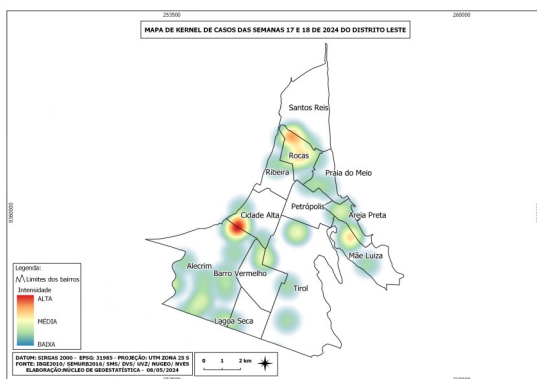 253500
260000
MAPA DE KERNEL DE CASOS DAS SEMANAS 17 E 18 DE 2024 DO DISTRITO LESTE
Santos Reis
Rocas
Ribeira
Praia do Meio
Petrópolis
Cidade Alta
Areia Preta
9360000
9360000
Mãe Luiza
Alecrim
Barro Vermelho
Tirol
Lagoa Seca
Legenda:
Limites dos bairros
Intensidade
ALTA
MÉDIA
BAIXA
DATUM: SIRGAS 2000 - EPSG: 31985 - PROJEÇÃO: UTM ZONA 25 S
FONTE: IBGE2010/ SEMURB2016/ SMS/ DVS/ UVZ/ NUGEO/ NVES
ELABORAÇÃO:NÚCLEO DE GEOESTATÍSTICA - 08/05/2024
0 1 2 km
260000